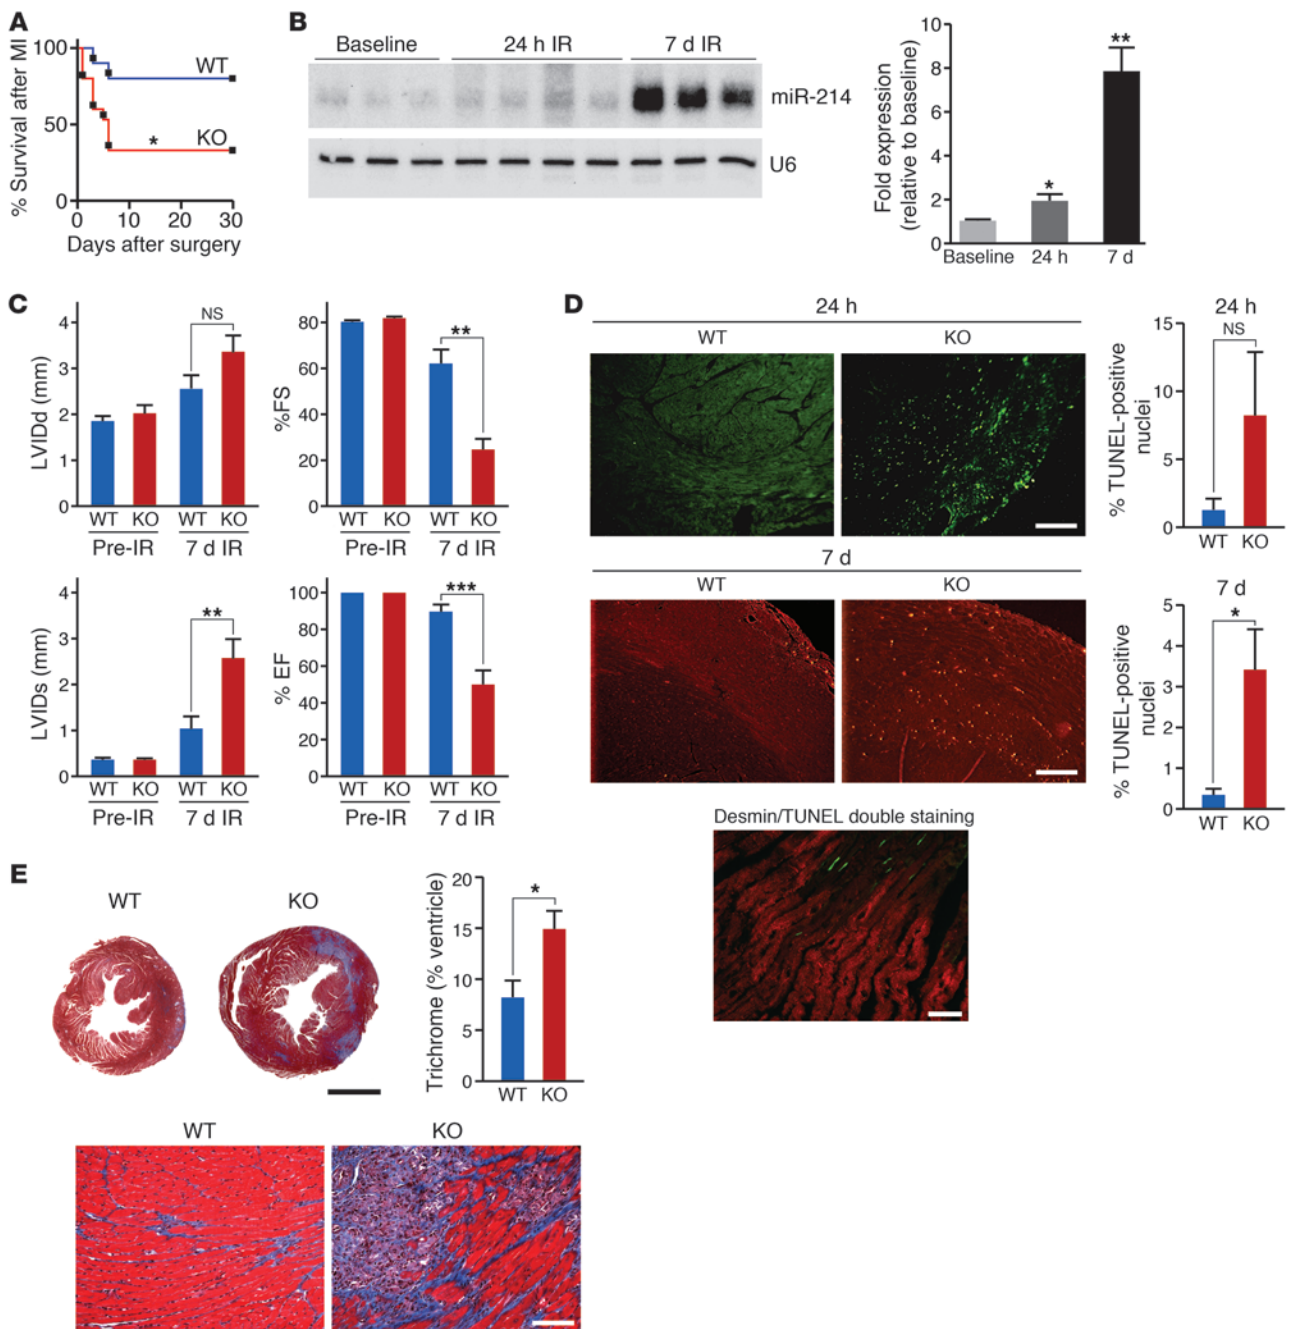 A
% Survival after MI
100
50
0
WT
KO
*
0 10 20 30
Days after surgery
B
Baseline 24 h IR 7 d IR
miR-214
U6
Fold expression
(relative to baseline)
10
8
6
4
2
0
*
**
Baseline 24 h 7 d
C
LVIDd (mm)
4
3
2
1
0
NS
WT KO WT KO
Pre-IR 7 d IR
%FS
80
60
40
20
0
**
WT KO WT KO
Pre-IR 7 d IR
LVIDs (mm)
4
3
2
1
0
**
WT KO WT KO
Pre-IR 7 d IR
% EF
100
80
60
40
20
0
***
WT KO WT KO
Pre-IR 7 d IR
D
24 h
WT KO
24 h
% TUNEL-positive
nuclei
15
10
5
0
NS
WT KO
7 d
WT KO
7 d
% TUNEL-positive
nuclei
5
4
3
2
1
0
*
WT KO
Desmin/TUNEL double staining
E
WT KO
Trichrome (% ventricle)
20
15
10
5
0
*
WT KO
WT KO